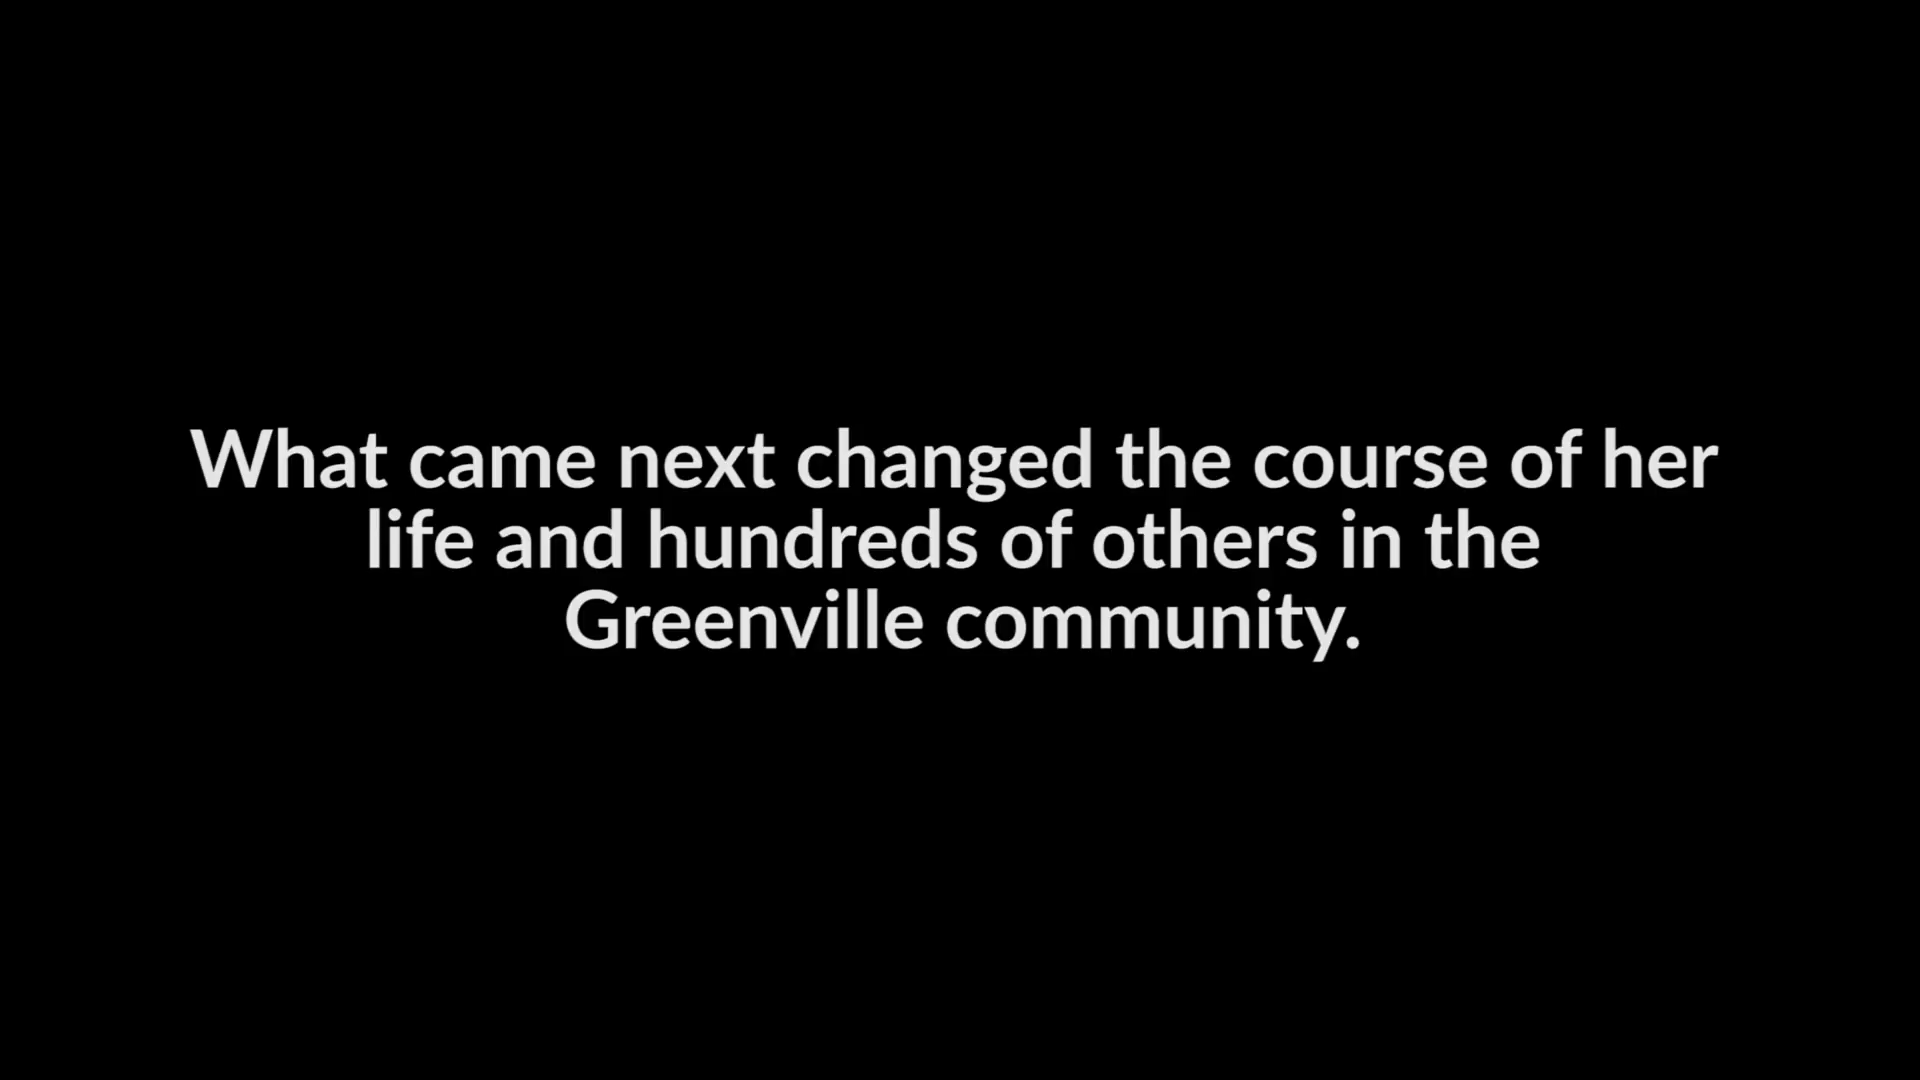 What came next changed the course of her
life and hundreds of others in the
Greenville community.